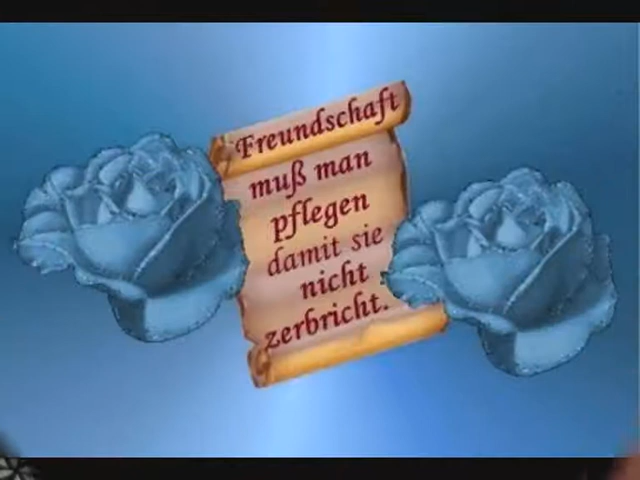 Freundschaft
muß man
pflegen
damit sie
nicht
zerbricht.